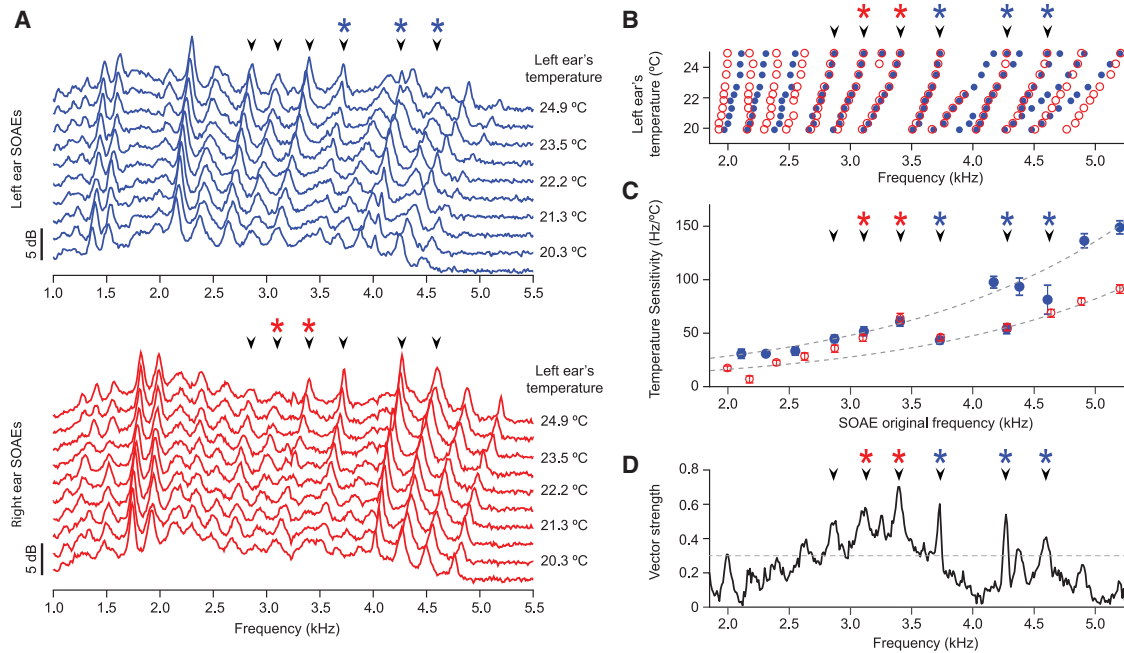 A
Left ear SOAEs
5 dB
Left ear's
temperature
24.9 ºC
23.5 ºC
22.2 ºC
21.3 ºC
20.3 ºC
1.0 1.5 2.0 2.5 3.0 3.5 4.0 4.5 5.0 5.5
* * *
* *
Right ear SOAEs
5 dB
Left ear's
temperature
24.9 ºC
23.5 ºC
22.2 ºC
21.3 ºC
20.3 ºC
1.0 1.5 2.0 2.5 3.0 3.5 4.0 4.5 5.0 5.5
Frequency (kHz)
B
* * * * *
Left ear's
temperature (ºC)
24
22
20
2.0 2.5 3.0 3.5 4.0 4.5 5.0
Frequency (kHz)
C
* * * * *
Temperature Sensitivity (Hz/ºC)
150
100
50
0
2.0 2.5 3.0 3.5 4.0 4.5 5.0
SOAE original frequency (kHz)
D
* * * * *
Vector strength
0.8
0.6
0.4
0.2
0
2.0 2.5 3.0 3.5 4.0 4.5 5.0
Frequency (kHz)